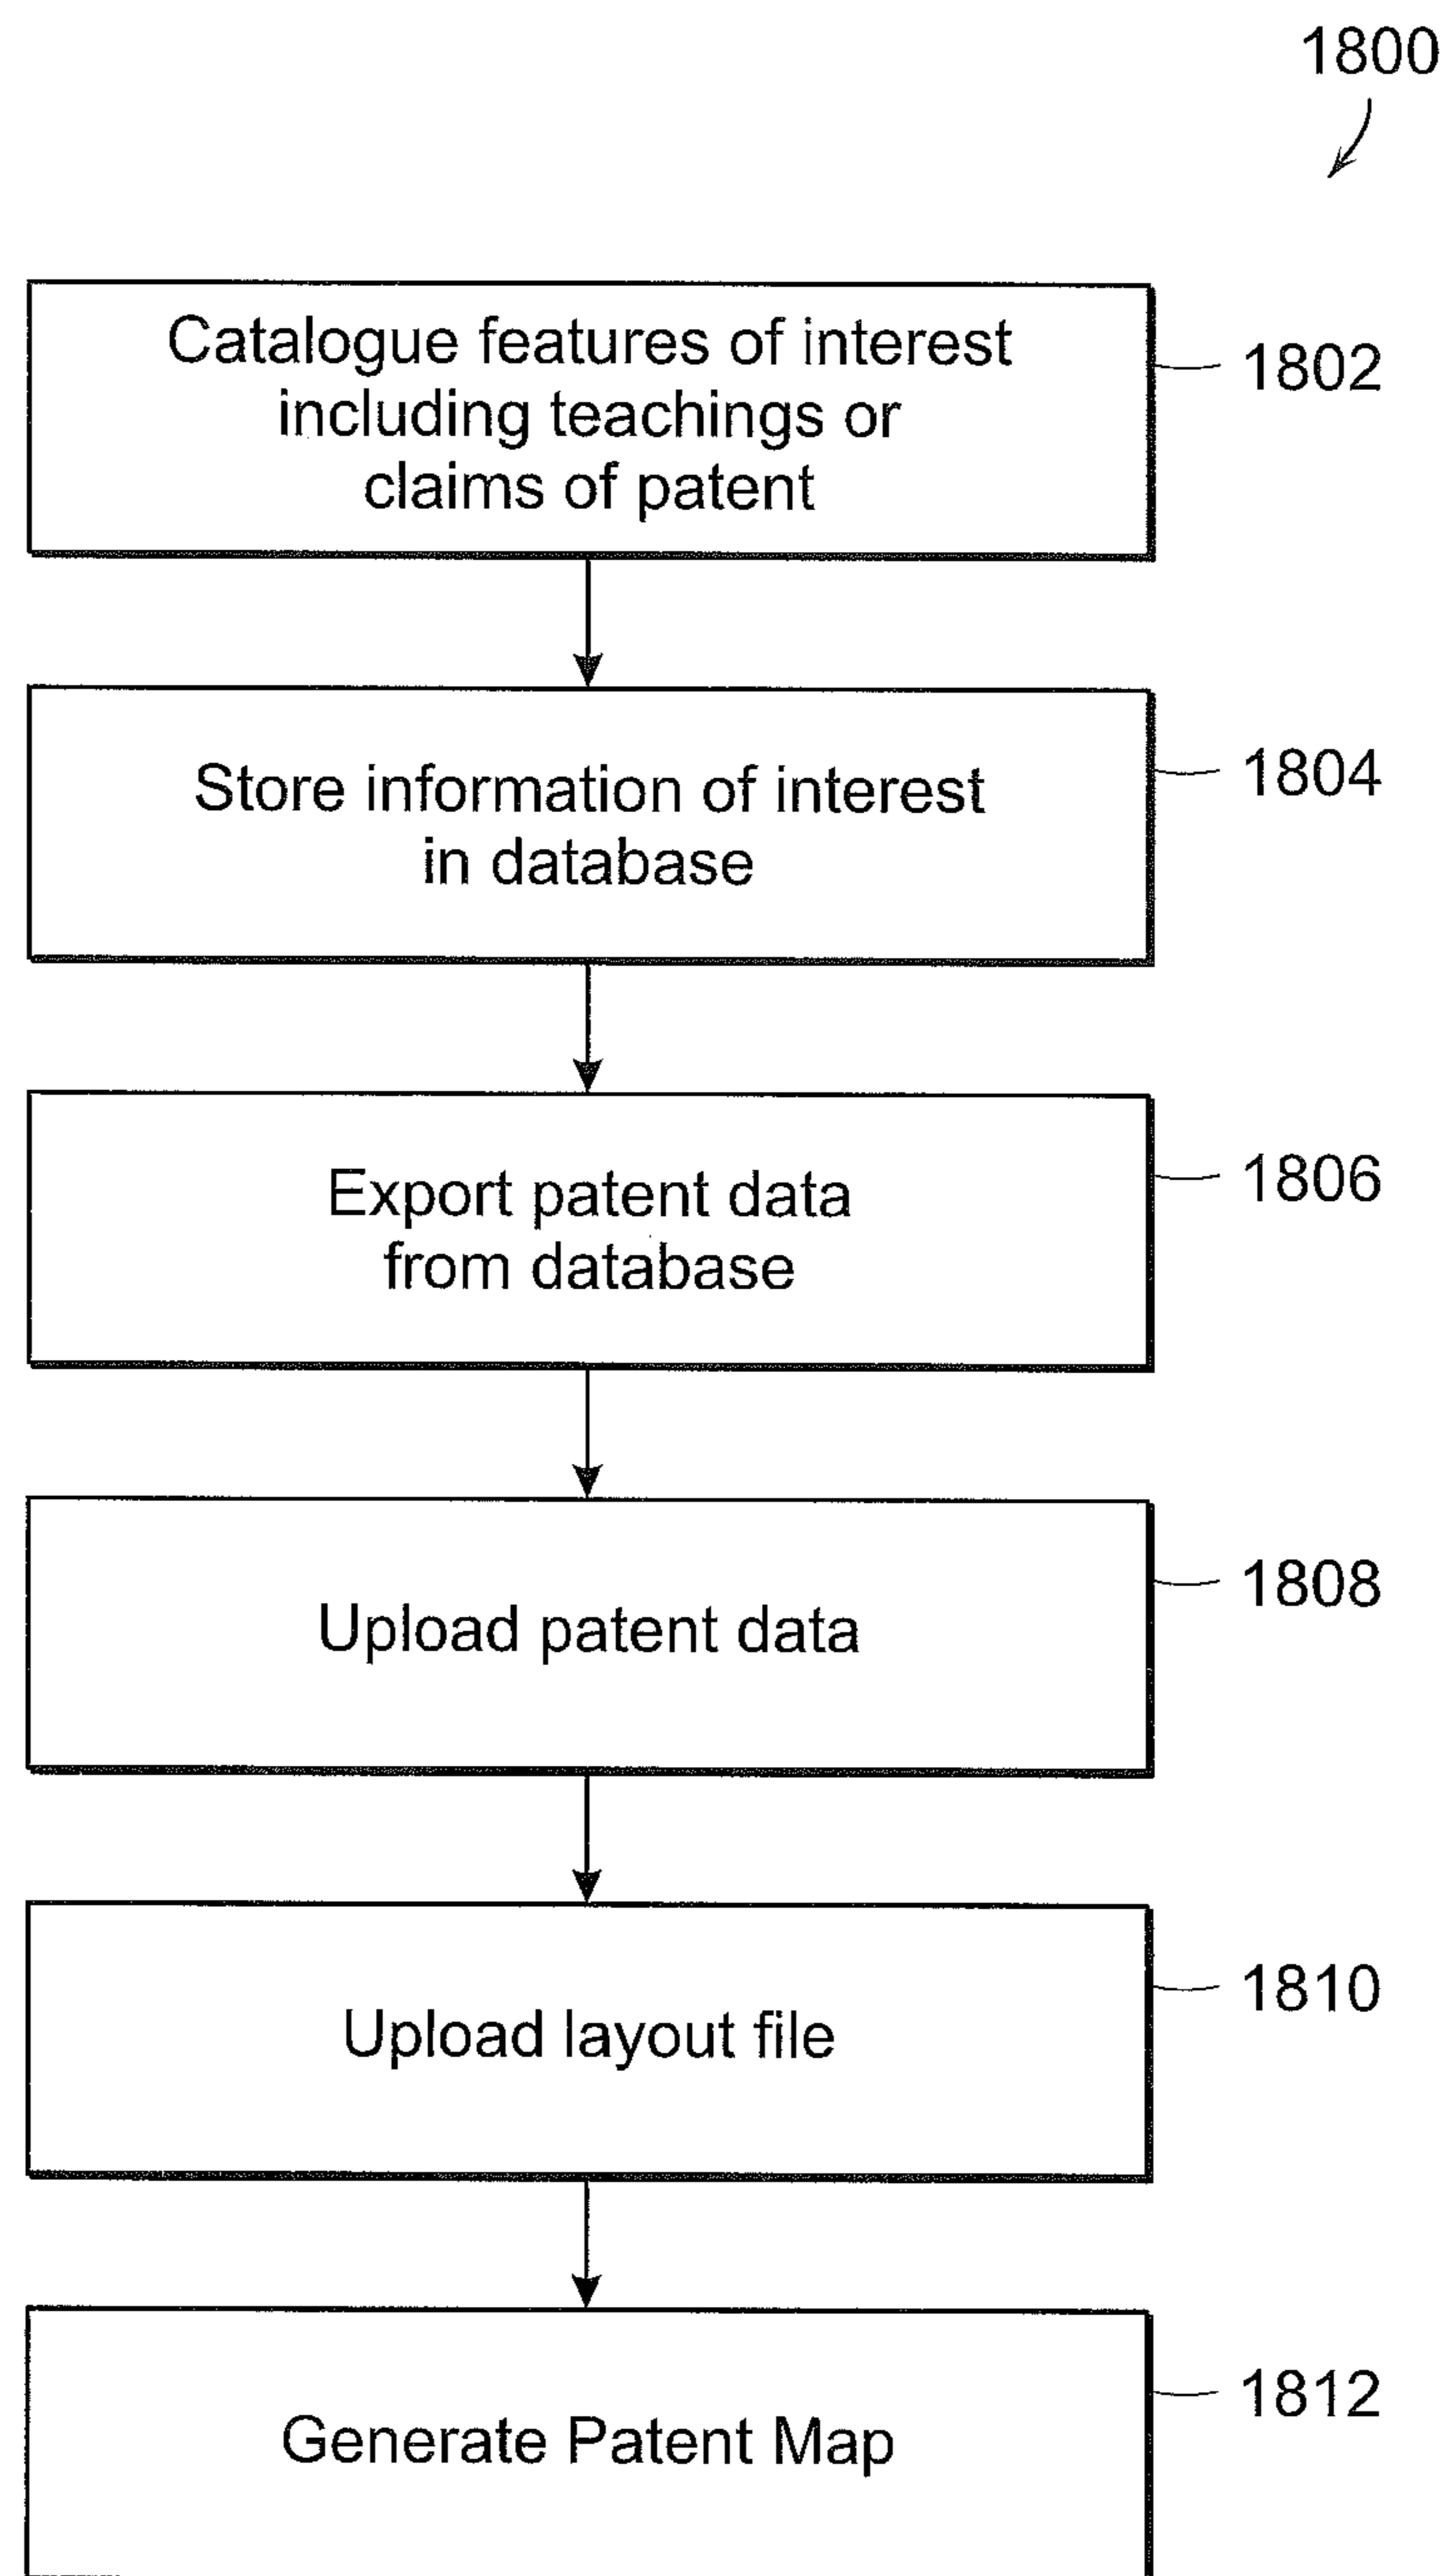 1800
Catalogue features of interest
including teachings or
claims of patent
1802
Store information of interest
in database
1804
Export patent data
from database
1806
Upload patent data
1808
Upload layout file
1810
Generate Patent Map
1812